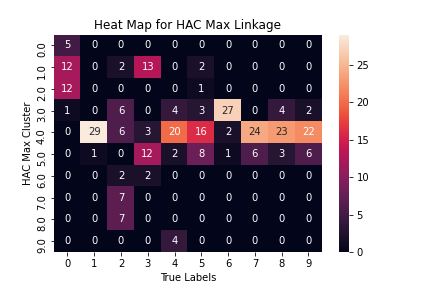 Heat Map for HAC Max Linkage
HAC Max Cluster
0.0 5 0 0 0 0 0 0 0 0 0
1.0 12 0 2 13 0 2 0 0 0 0
2.0 12 0 0 0 0 1 0 0 0 0
3.0 1 0 6 0 4 3 27 0 4 2
4.0 0 29 6 3 20 16 2 24 23 22
5.0 0 1 0 12 2 8 1 6 3 6
6.0 0 0 2 2 0 0 0 0 0 0
7.0 0 0 7 0 0 0 0 0 0 0
8.0 0 0 7 0 0 0 0 0 0 0
9.0 0 0 0 0 4 0 0 0 0 0
0 1 2 3 4 5 6 7 8 9
True Labels
25
20
15
10
5
0